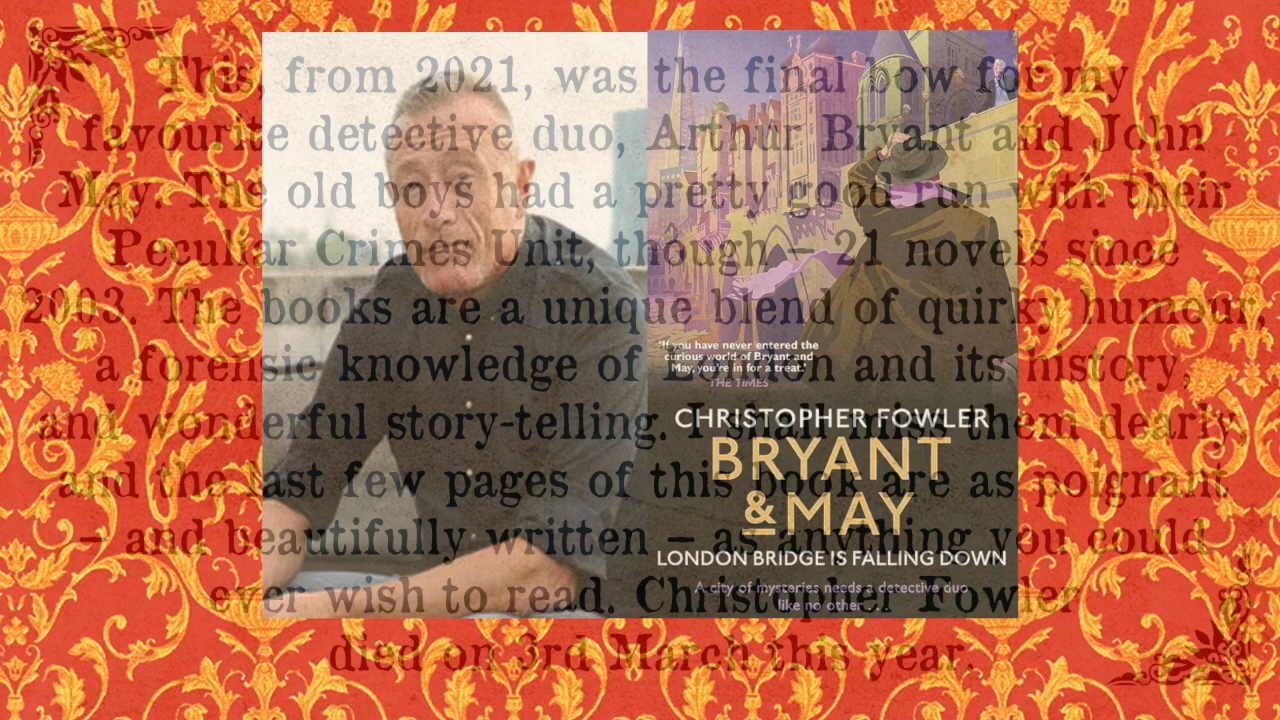 This, from 2021, was the final bow for my
favourite detective duo, Arthur Bryant and John
May. The old boys had a pretty good run with their
Peculiar Crimes Unit, though – 21 novels since
2003. The books are a unique blend of quirky humour
a forensic knowledge of London and its history,
and wonderful story-telling. I shall miss them dearly,
and the last few pages of this book are as poignant
– and beautifully written – as anything you could
ever wish to read. Christopher Fowler
died on 3rd March this year.
'If you have never entered the
curious world of Bryant and
May, you're in for a treat.'
THE TIMES
CHRISTOPHER FOWLER
BRYANT
& MAY
LONDON BRIDGE IS FALLING DOWN
A city of mysteries needs a detective duo
like no other . . .